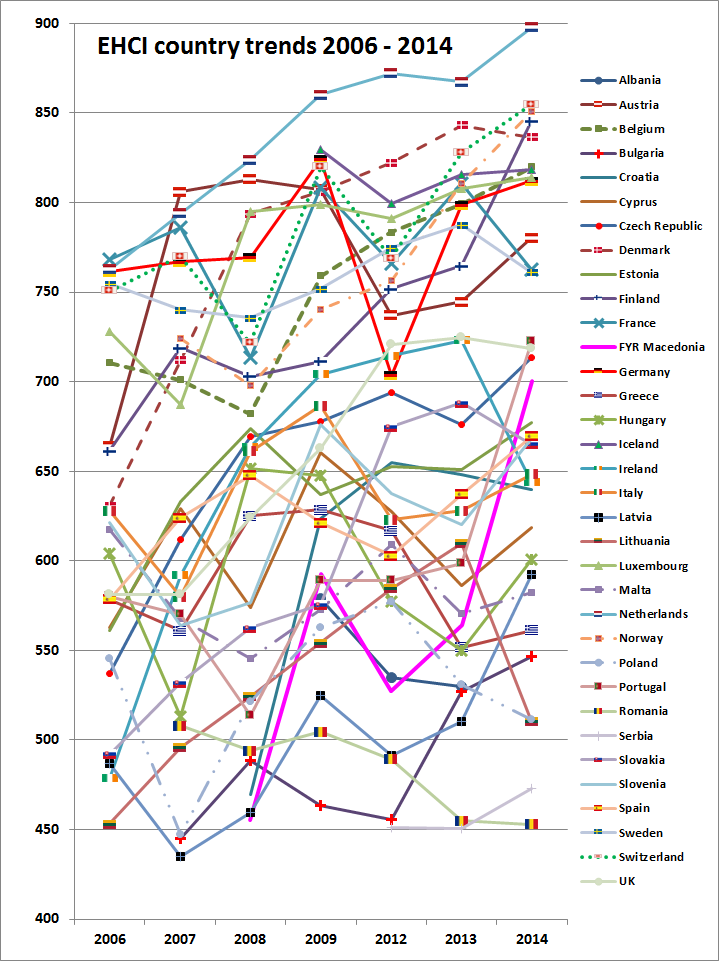 EHCI country trends 2006 - 2014
900
850
800
750
700
650
600
550
500
450
400
2006 2007 2008 2009 2012 2013 2014
Albania
Austria
Belgium
Bulgaria
Croatia
Cyprus
Czech Republic
Denmark
Estonia
Finland
France
FYR Macedonia
Germany
Greece
Hungary
Iceland
Ireland
Italy
Latvia
Lithuania
Luxembourg
Malta
Netherlands
Norway
Poland
Portugal
Romania
Serbia
Slovakia
Slovenia
Spain
Sweden
Switzerland
UK